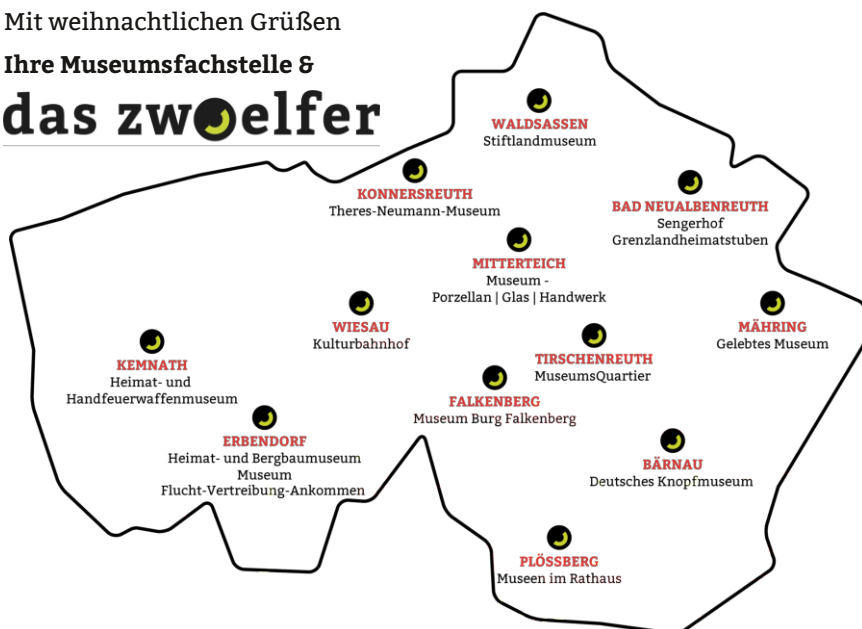 Mit weihnachtlichen Grüßen
Ihre Museumsfachstelle &
das zwoelfer
WALDSASSEN
Stiftlandmuseum
KONNERSREUTH
Theres-Neumann-Museum
BAD NEUALBENREUTH
Sengerhof
Grenzlandheimatstuben
MITTERTEICH
Museum -
Porzellan | Glas | Handwerk
WIESAU
Kulturbahnhof
MÄHRING
Gelebtes Museum
KEMNATH
Heimat- und
Handfeuerwaffenmuseum
TIRSCHENREUTH
MuseumsQuartier
FALKENBERG
Museum Burg Falkenberg
ERBENDORF
Heimat- und Bergbaumuseum
Museum
Flucht-Vertreibung-Ankommen
BÄRNAU
Deutsches Knopfmuseum
PLÖSSBERG
Museen im Rathaus